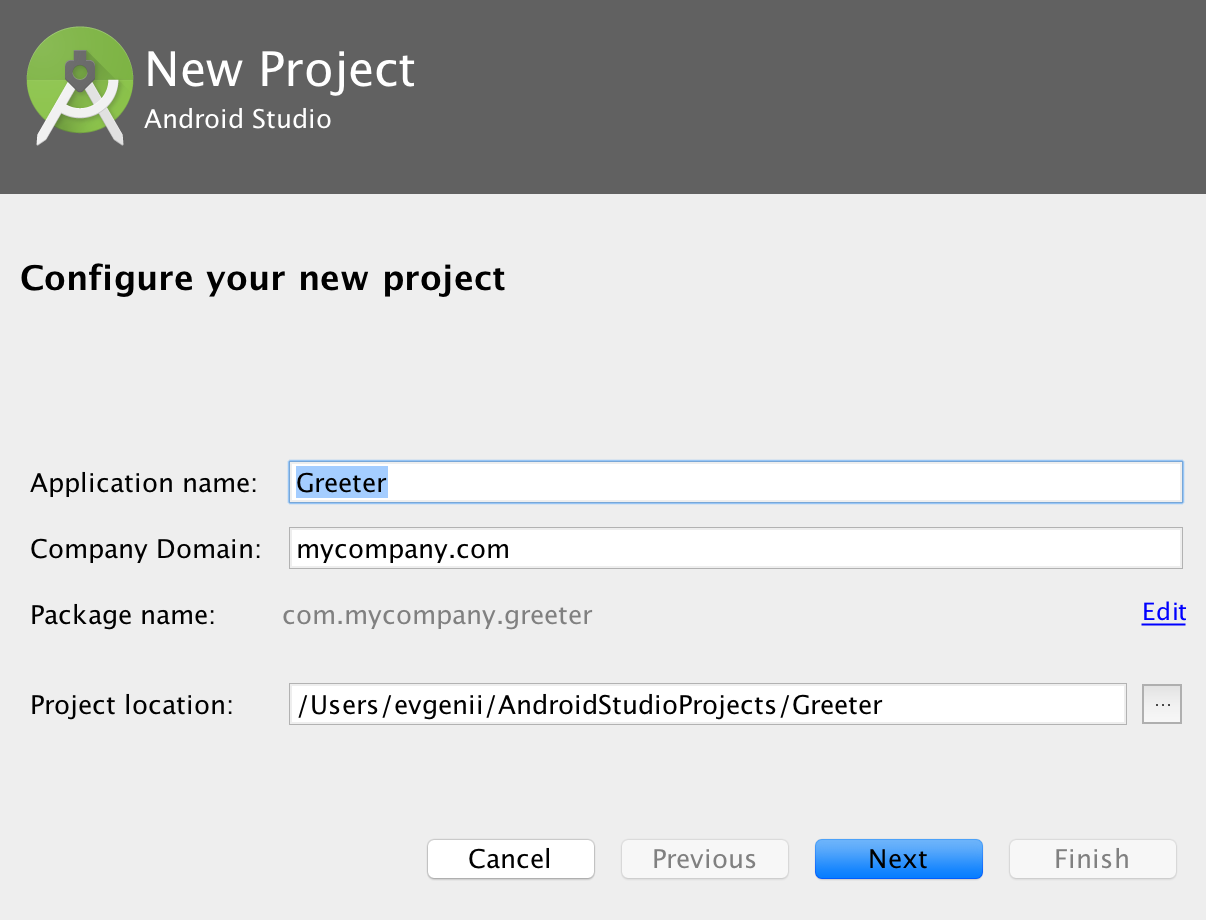 New Project
Android Studio
Configure your new project
Application name: Greeter
Company Domain: mycompany.com
Package name: com.mycompany.greeter Edit
Project location: /Users/evgenii/AndroidStudioProjects/Greeter ...
Cancel Previous Next Finish